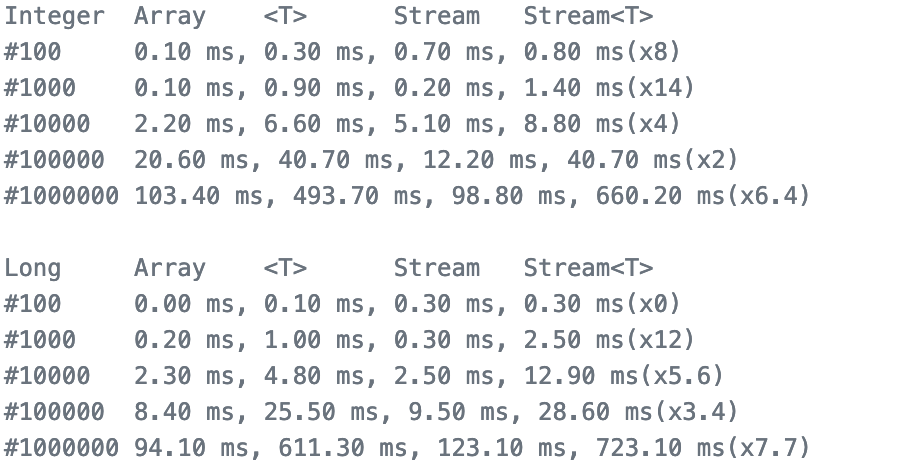 Integer  Array    <T>      Stream   Stream<T>
#100     0.10 ms, 0.30 ms, 0.70 ms, 0.80 ms(x8)
#1000    0.10 ms, 0.90 ms, 0.20 ms, 1.40 ms(x14)
#10000   2.20 ms, 6.60 ms, 5.10 ms, 8.80 ms(x4)
#100000  20.60 ms, 40.70 ms, 12.20 ms, 40.70 ms(x2)
#1000000 103.40 ms, 493.70 ms, 98.80 ms, 660.20 ms(x6.4)

Long     Array    <T>      Stream   Stream<T>
#100     0.00 ms, 0.10 ms, 0.30 ms, 0.30 ms(x0)
#1000    0.20 ms, 1.00 ms, 0.30 ms, 2.50 ms(x12)
#10000   2.30 ms, 4.80 ms, 2.50 ms, 12.90 ms(x5.6)
#100000  8.40 ms, 25.50 ms, 9.50 ms, 28.60 ms(x3.4)
#1000000 94.10 ms, 611.30 ms, 123.10 ms, 723.10 ms(x7.7)